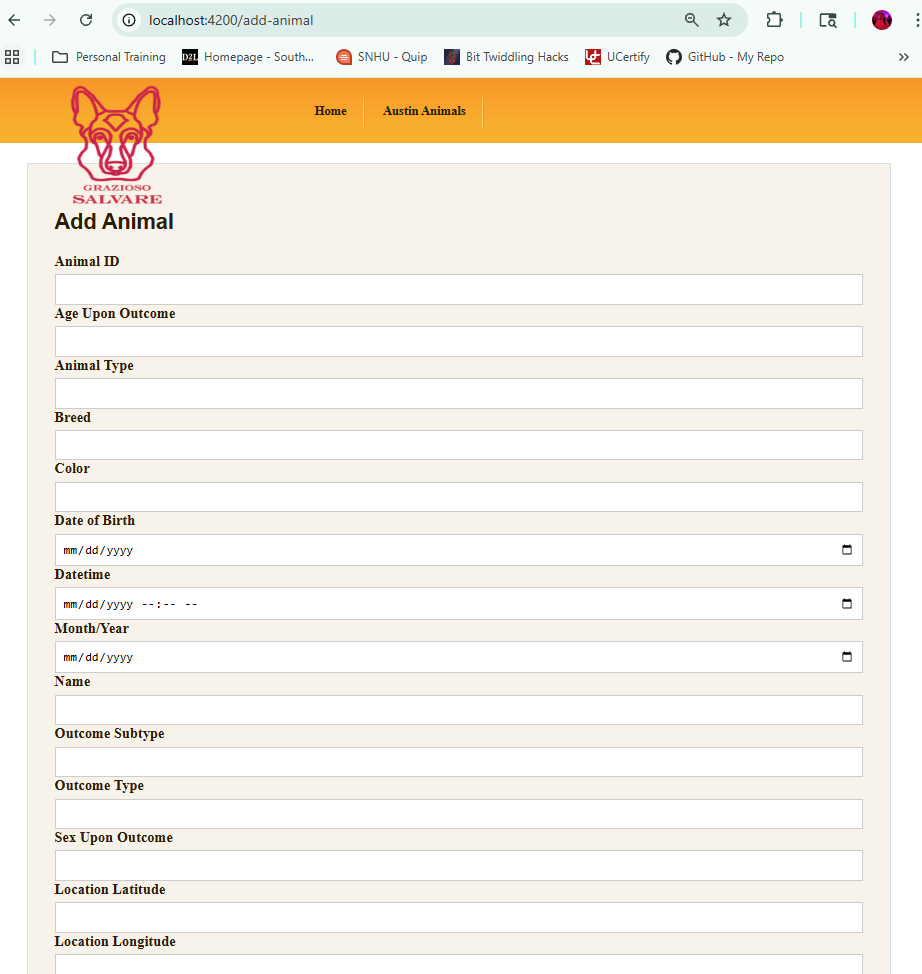 localhost:4200/add-animal
Personal Training D2L Homepage - South... SNHU - Quip Bit Twiddling Hacks UCertify GitHub - My Repo »
Home Austin Animals
GRAZIOSO
SALVARE
Add Animal
Animal ID
Age Upon Outcome
Animal Type
Breed
Color
Date of Birth
mm/dd/yyyy
Datetime
mm/dd/yyyy --:-- --
Month/Year
mm/dd/yyyy
Name
Outcome Subtype
Outcome Type
Sex Upon Outcome
Location Latitude
Location Longitude